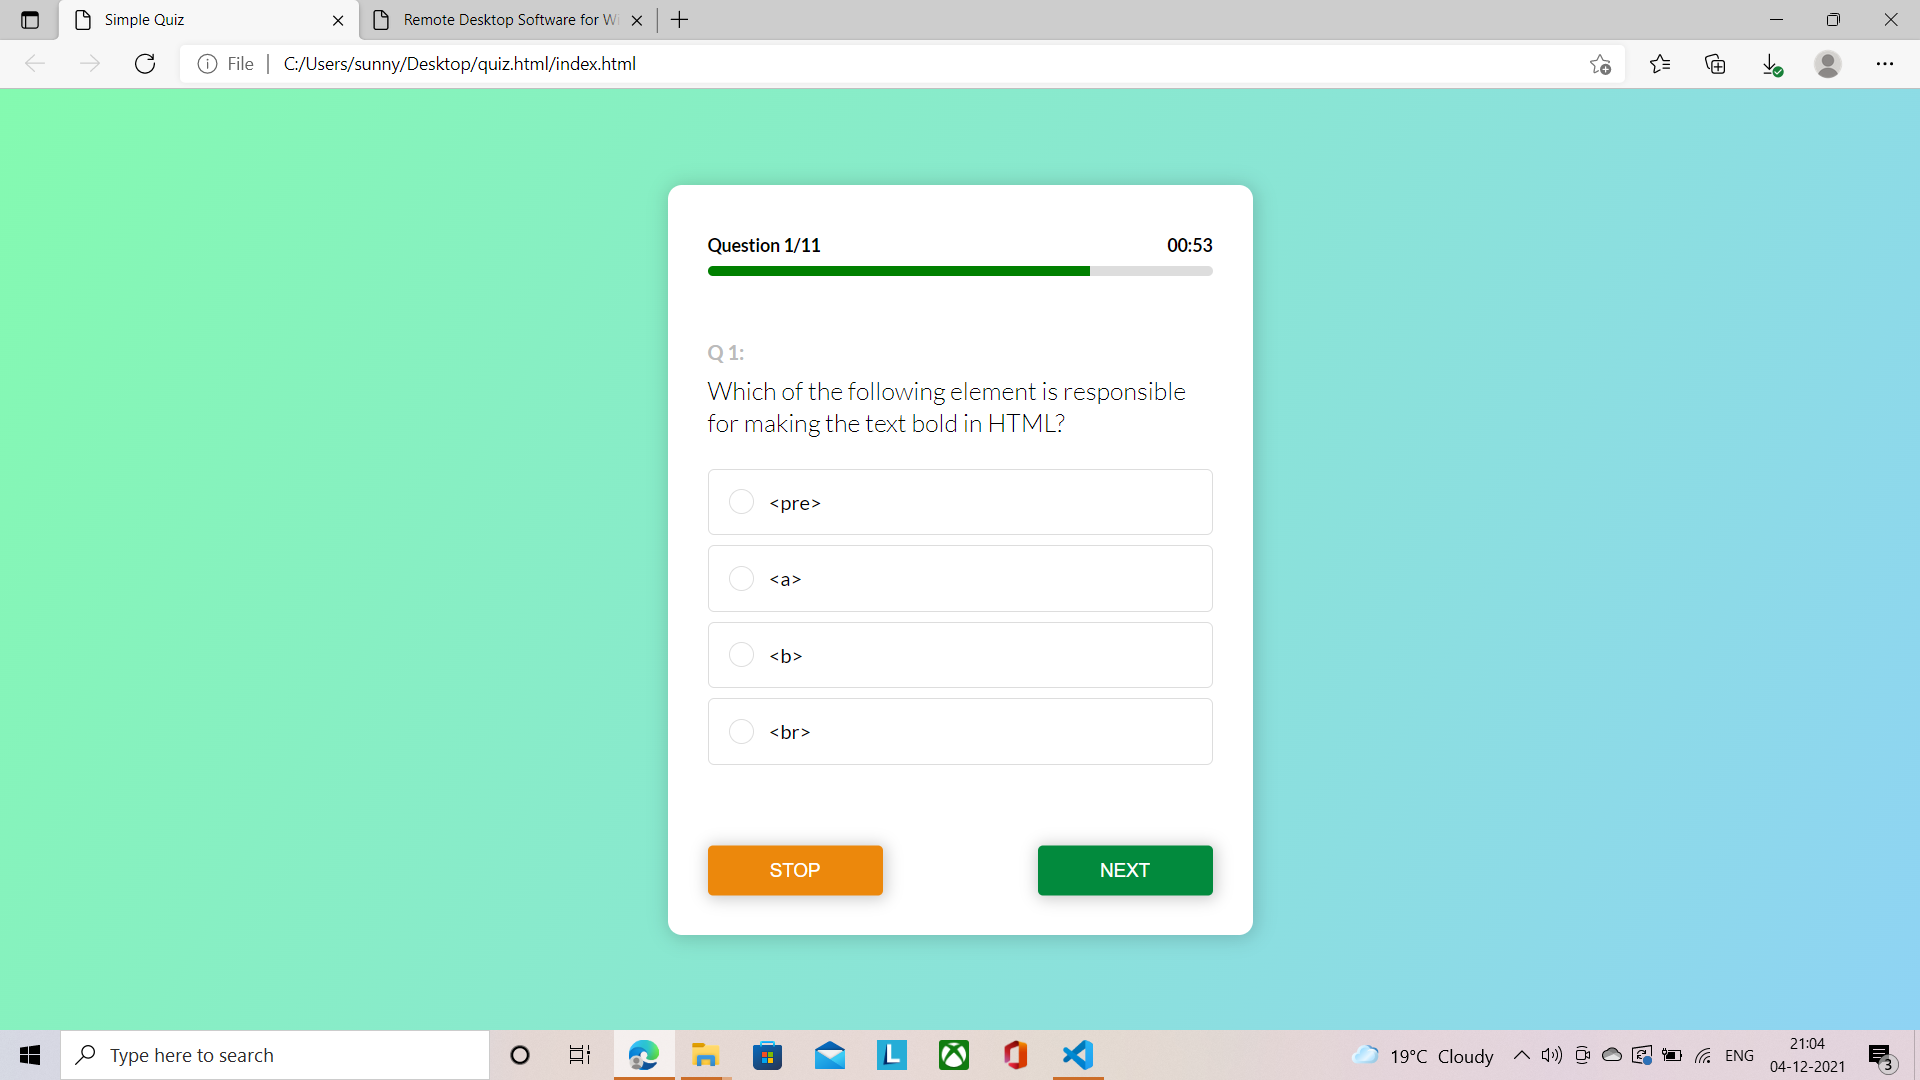 Simple Quiz
Remote Desktop Software for Wi
File
C:/Users/sunny/Desktop/quiz.html/index.html
Question 1/11
00:53
Q 1:
Which of the following element is responsible
for making the text bold in HTML?
<pre>
<a>
<b>
<br>
STOP
NEXT
Type here to search
L
19°C Cloudy
ENG
21:04
04-12-2021
3